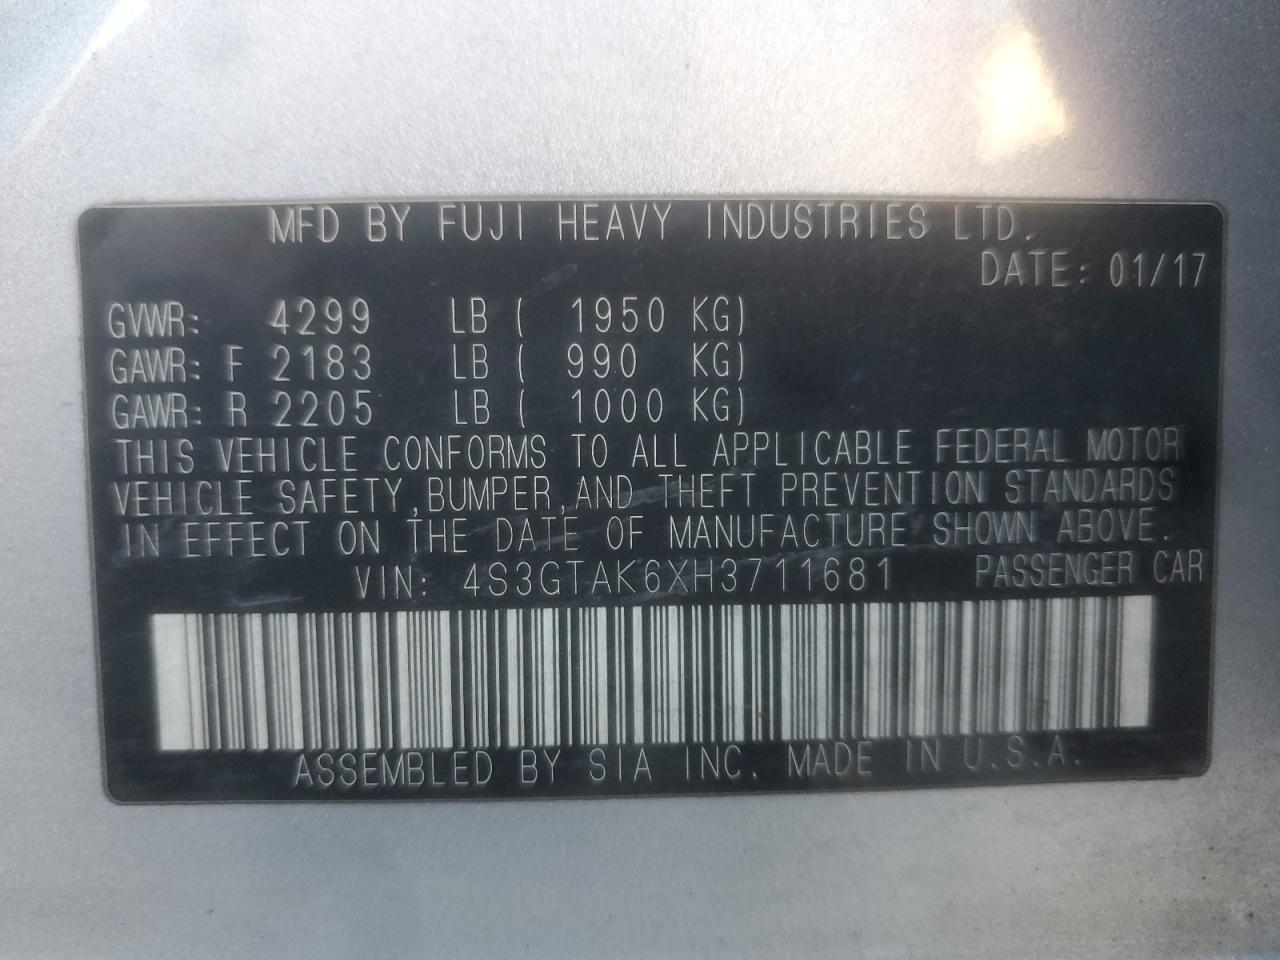 MFD BY FUJI HEAVY INDUSTRIES LTD.
DATE: 01/17
GVWR: 4299 LB ( 1950 KG)
GAWR: F 2183 LB ( 990 KG)
GAWR: R 2205 LB ( 1000 KG)
THIS VEHICLE CONFORMS TO ALL APPLICABLE FEDERAL MOTOR
VEHICLE SAFETY, BUMPER, AND THEFT PREVENTION STANDARDS
IN EFFECT ON THE DATE OF MANUFACTURE SHOWN ABOVE.
VIN: 4S3GTAK6XH3711681 PASSENGER CAR
ASSEMBLED BY SIA INC. MADE IN U.S.A.